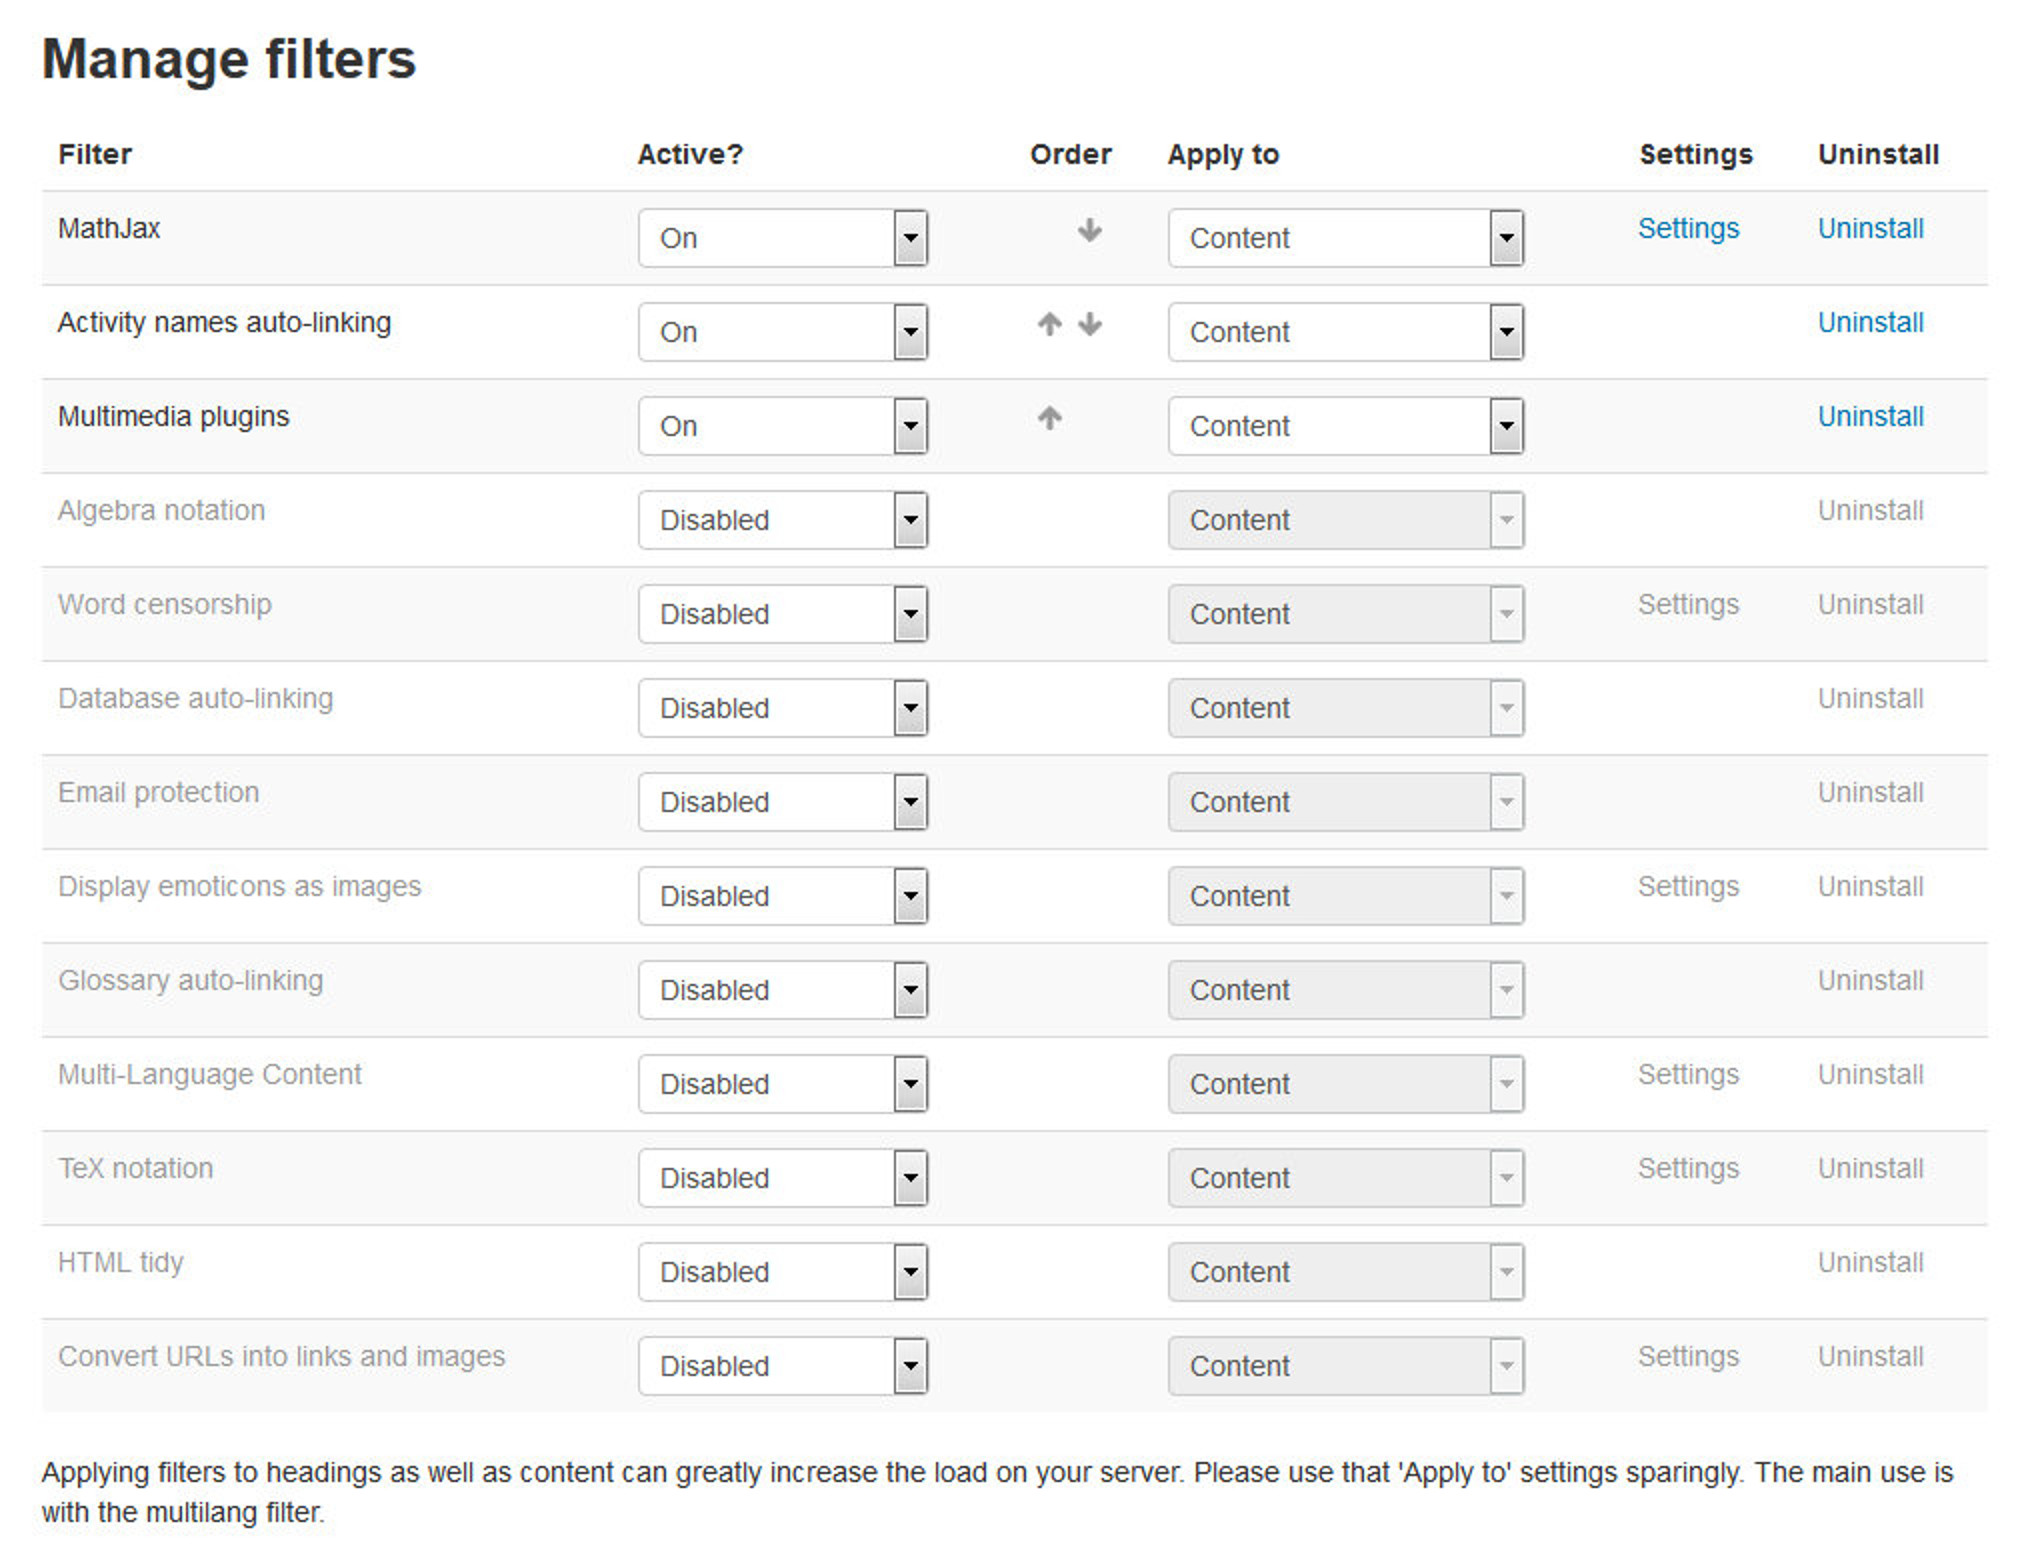 Manage filters
Filter Active? Order Apply to Settings Uninstall
MathJax On Content Settings Uninstall
Activity names auto-linking On Content Uninstall
Multimedia plugins On Content Uninstall
Algebra notation Disabled Content Uninstall
Word censorship Disabled Content Settings Uninstall
Database auto-linking Disabled Content Uninstall
Email protection Disabled Content Uninstall
Display emoticons as images Disabled Content Settings Uninstall
Glossary auto-linking Disabled Content Uninstall
Multi-Language Content Disabled Content Settings Uninstall
TeX notation Disabled Content Settings Uninstall
HTML tidy Disabled Content Uninstall
Convert URLs into links and images Disabled Content Settings Uninstall
Applying filters to headings as well as content can greatly increase the load on your server. Please use that 'Apply to' settings sparingly. The main use is
with the multilang filter.